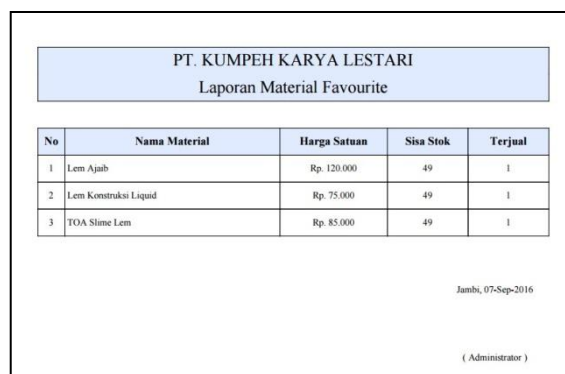 PT. KUMPEH KARYA LESTARI
Laporan Material Favourite
No Nama Material Harga Satuan Sisa Stok Terjual
1 Lem Ajaib Rp. 120.000 49 1
2 Lem Konstruksi Liquid Rp. 75.000 49 1
3 TOA Slime Lem Rp. 85.000 49 1
Jambi, 07-Sep-2016
( Administrator )